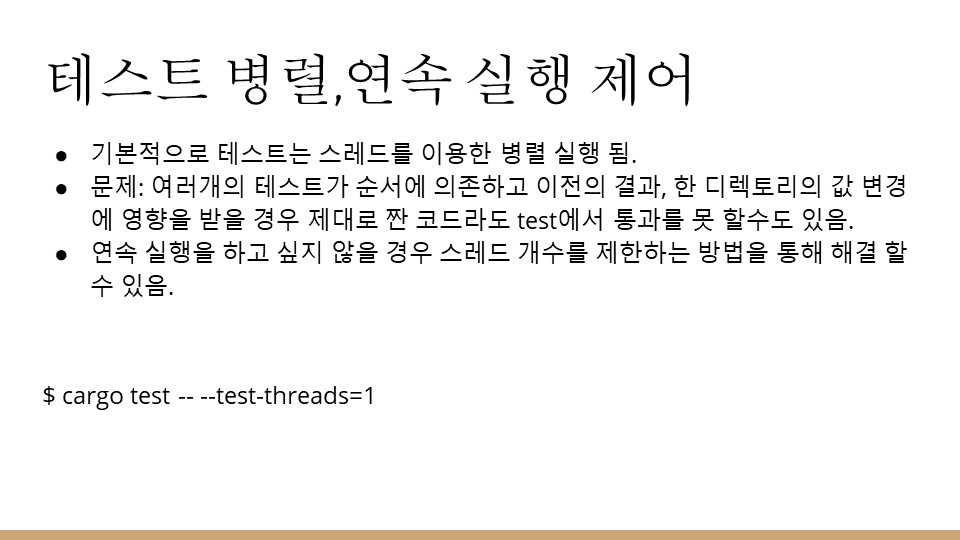 테스트 병렬,연속 실행 제어
● 기본적으로 테스트는 스레드를 이용한 병렬 실행 됨.
● 문제: 여러개의 테스트가 순서에 의존하고 이전의 결과, 한 디렉토리의 값 변경
에 영향을 받을 경우 제대로 짠 코드라도 test에서 통과를 못 할수도 있음.
● 연속 실행을 하고 싶지 않을 경우 스레드 개수를 제한하는 방법을 통해 해결 할
수 있음.
$ cargo test -- --test-threads=1